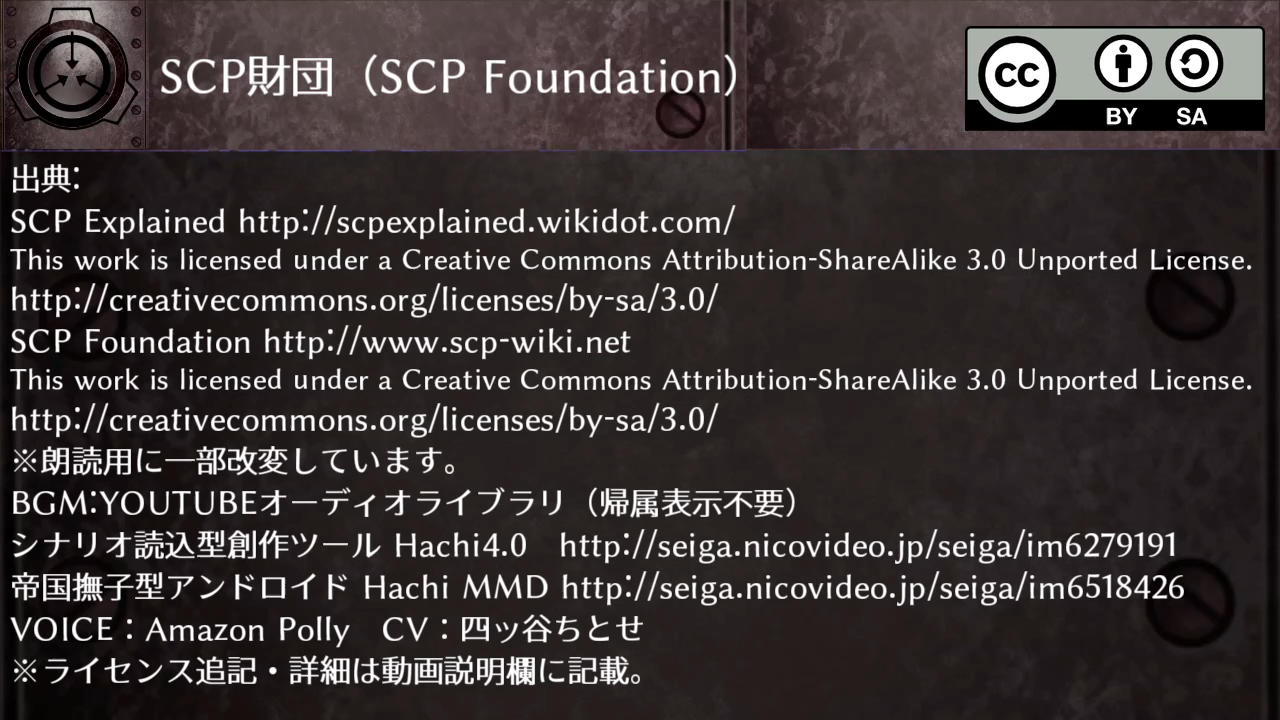 SCP財団（SCP Foundation）
CC BY SA
出典:
SCP Explained http://scpexplained.wikidot.com/
This work is licensed under a Creative Commons Attribution-ShareAlike 3.0 Unported License.
http://creativecommons.org/licenses/by-sa/3.0/
SCP Foundation http://www.scp-wiki.net
This work is licensed under a Creative Commons Attribution-ShareAlike 3.0 Unported License.
http://creativecommons.org/licenses/by-sa/3.0/
※朗読用に一部改変しています。
BGM:YOUTUBEオーディオライブラリ（帰属表示不要）
シナリオ読込型創作ツール Hachi4.0　http://seiga.nicovideo.jp/seiga/im6279191
帝国撫子型アンドロイド Hachi MMD http://seiga.nicovideo.jp/seiga/im6518426
VOICE：Amazon Polly　CV：四ッ谷ちとせ
※ライセンス追記・詳細は動画説明欄に記載。